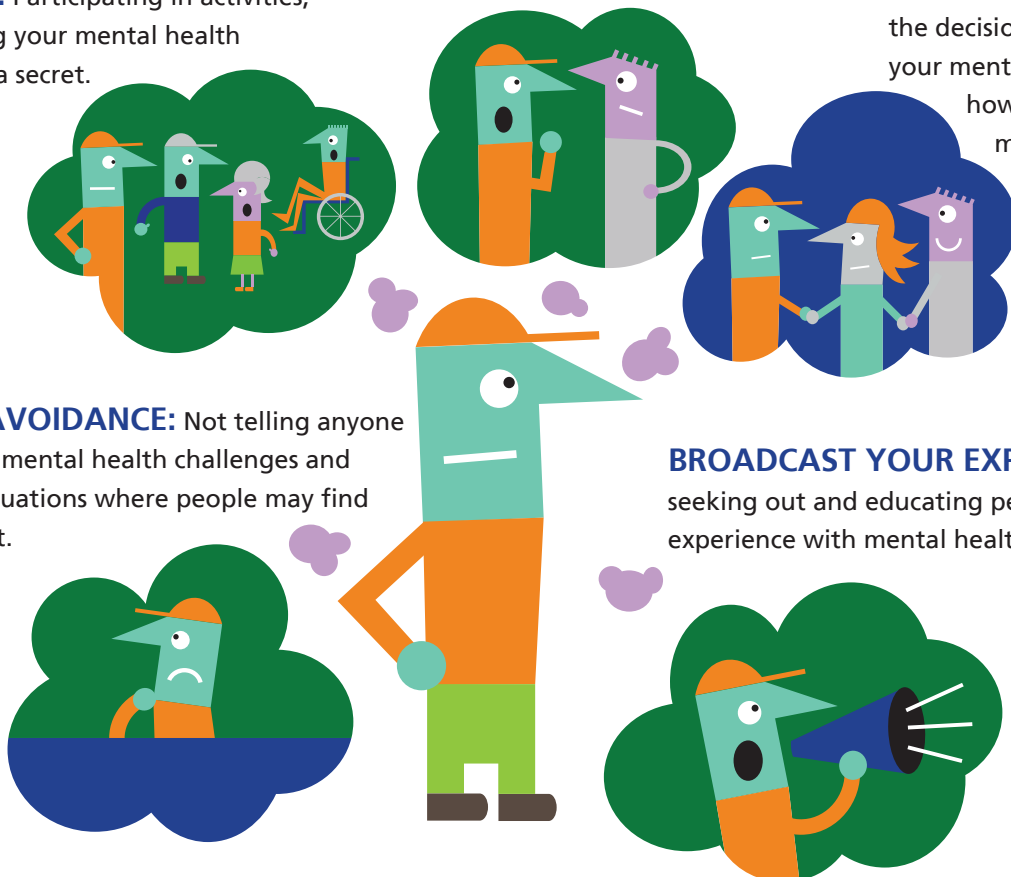 Participating in activities,
your mental health
a secret.
the decisio
your ment
how
m
AVOIDANCE: Not telling anyone
mental health challenges and
uations where people may find
t.
BROADCAST YOUR EXP
seeking out and educating pe
experience with mental healt